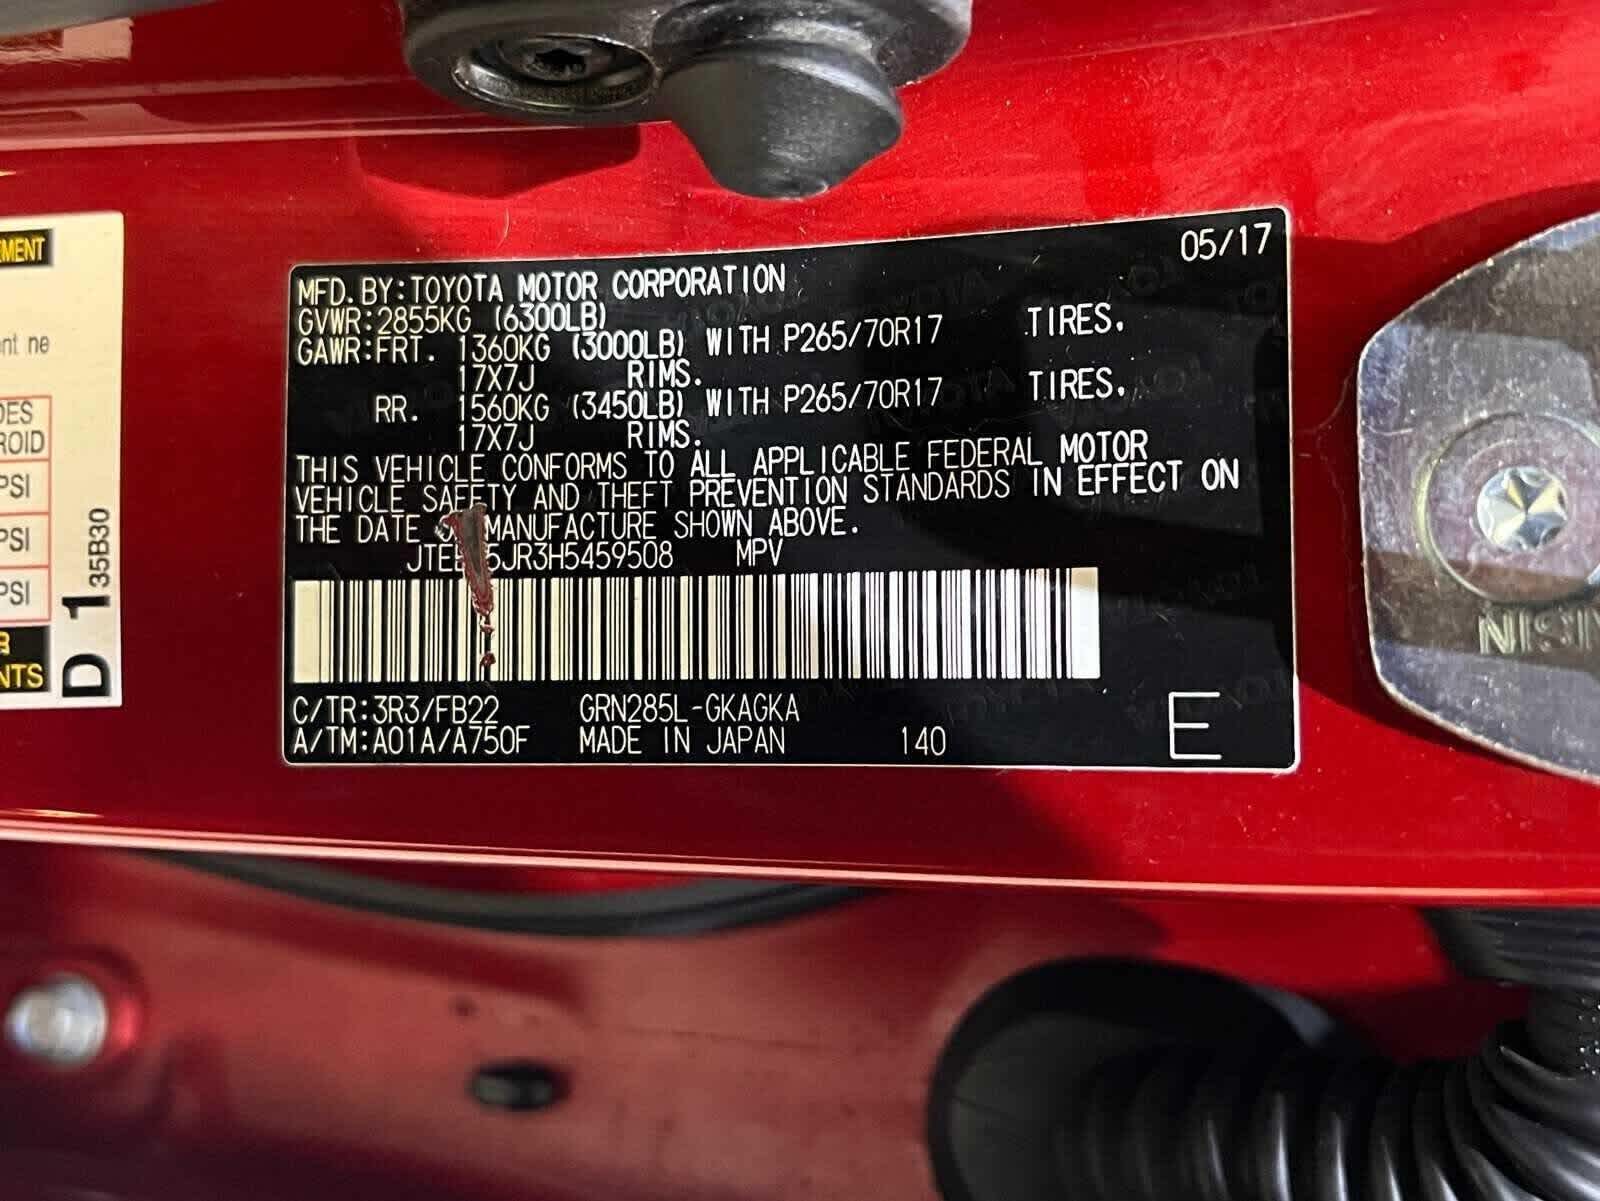 05/17
MFD. BY:TOYOTA MOTOR CORPORATION
GVWR:2855KG (6300LB)
GAWR:FRT. 1360KG (3000LB) WITH P265/70R17 TIRES.
17X7J RIMS.
RR. 1560KG (3450LB) WITH P265/70R17 TIRES.
17X7J RIMS.
THIS VEHICLE CONFORMS TO ALL APPLICABLE FEDERAL MOTOR
VEHICLE SAFETY AND THEFT PREVENTION STANDARDS IN EFFECT ON
THE DATE MANUFACTURE SHOWN ABOVE.
MPV
C/TR:3R3/FB22 GRN285L-GKAGKA
A/TM:A01A/A750F MADE IN JAPAN 140 E
PSI
PSI
PSI
D 1 35B30